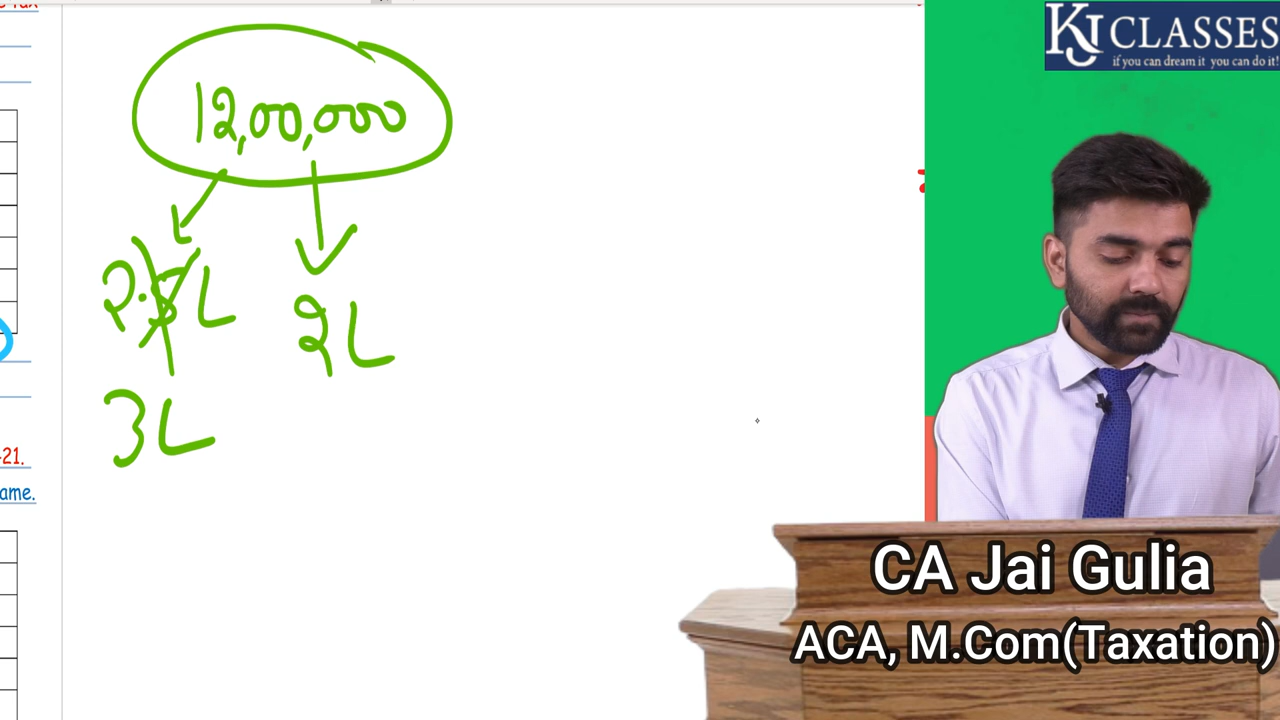 KJ CLASSES
if you can dream it you can do it!
12,00,000
2.5L
2L
3L
-21.
ame.
CA Jai Gulia
ACA, M.Com(Taxation)